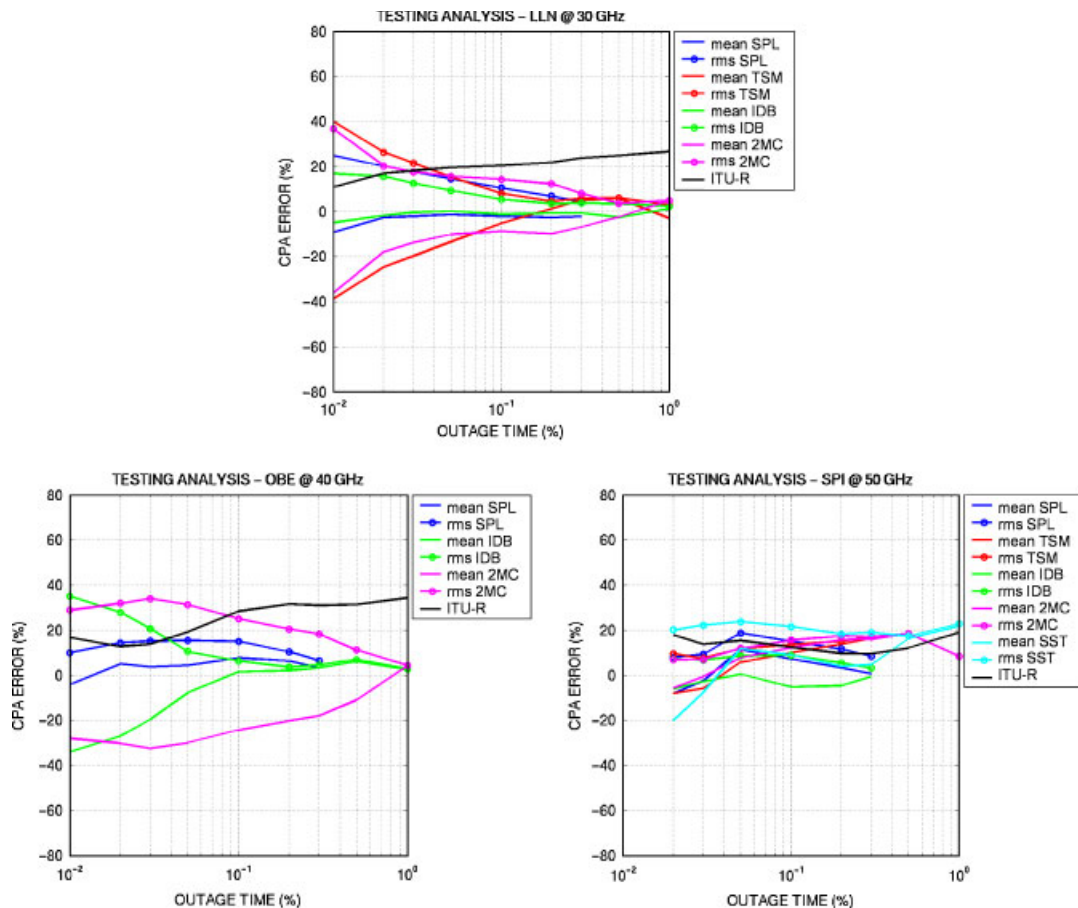 TESTING ANALYSIS – LLN @ 30 GHz
80
60
40
20
0
−20
−40
−60
−80
CPA ERROR (%)
10⁻²
10⁻¹
10⁰
OUTAGE TIME (%)
mean SPL
rms SPL
mean TSM
rms TSM
mean IDB
rms IDB
mean 2MC
rms 2MC
ITU-R
TESTING ANALYSIS – OBE @ 40 GHz
80
60
40
20
0
−20
−40
−60
−80
CPA ERROR (%)
10⁻²
10⁻¹
10⁰
OUTAGE TIME (%)
mean SPL
rms SPL
mean IDB
rms IDB
mean 2MC
rms 2MC
ITU-R
TESTING ANALYSIS – SPI @ 50 GHz
80
60
40
20
0
−20
−40
−60
−80
CPA ERROR (%)
10⁻²
10⁻¹
10⁰
OUTAGE TIME (%)
mean SPL
rms SPL
mean TSM
rms TSM
mean IDB
rms IDB
mean 2MC
rms 2MC
mean SST
rms SST
ITU-R